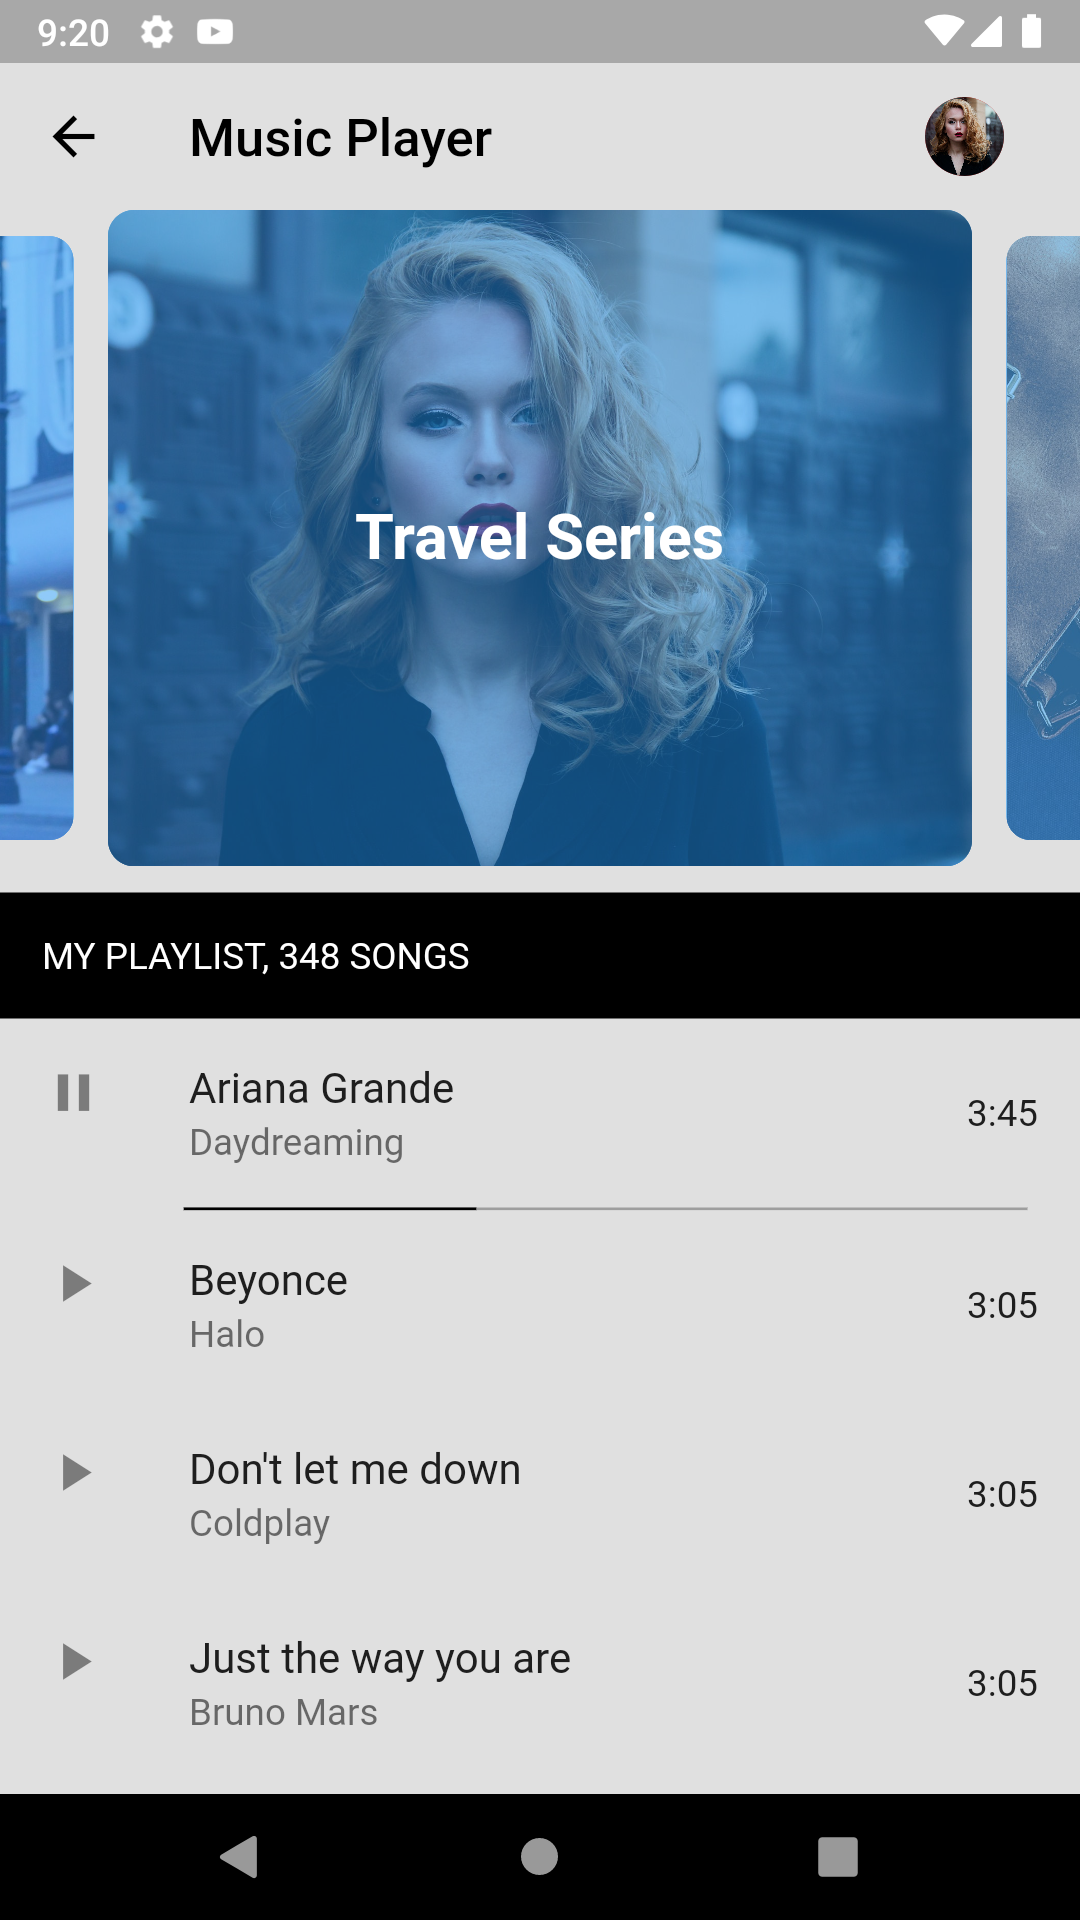 9:20
Music Player
Travel Series
MY PLAYLIST, 348 SONGS
Ariana Grande
3:45
Daydreaming
Beyonce
3:05
Halo
Don't let me down
3:05
Coldplay
Just the way you are
3:05
Bruno Mars